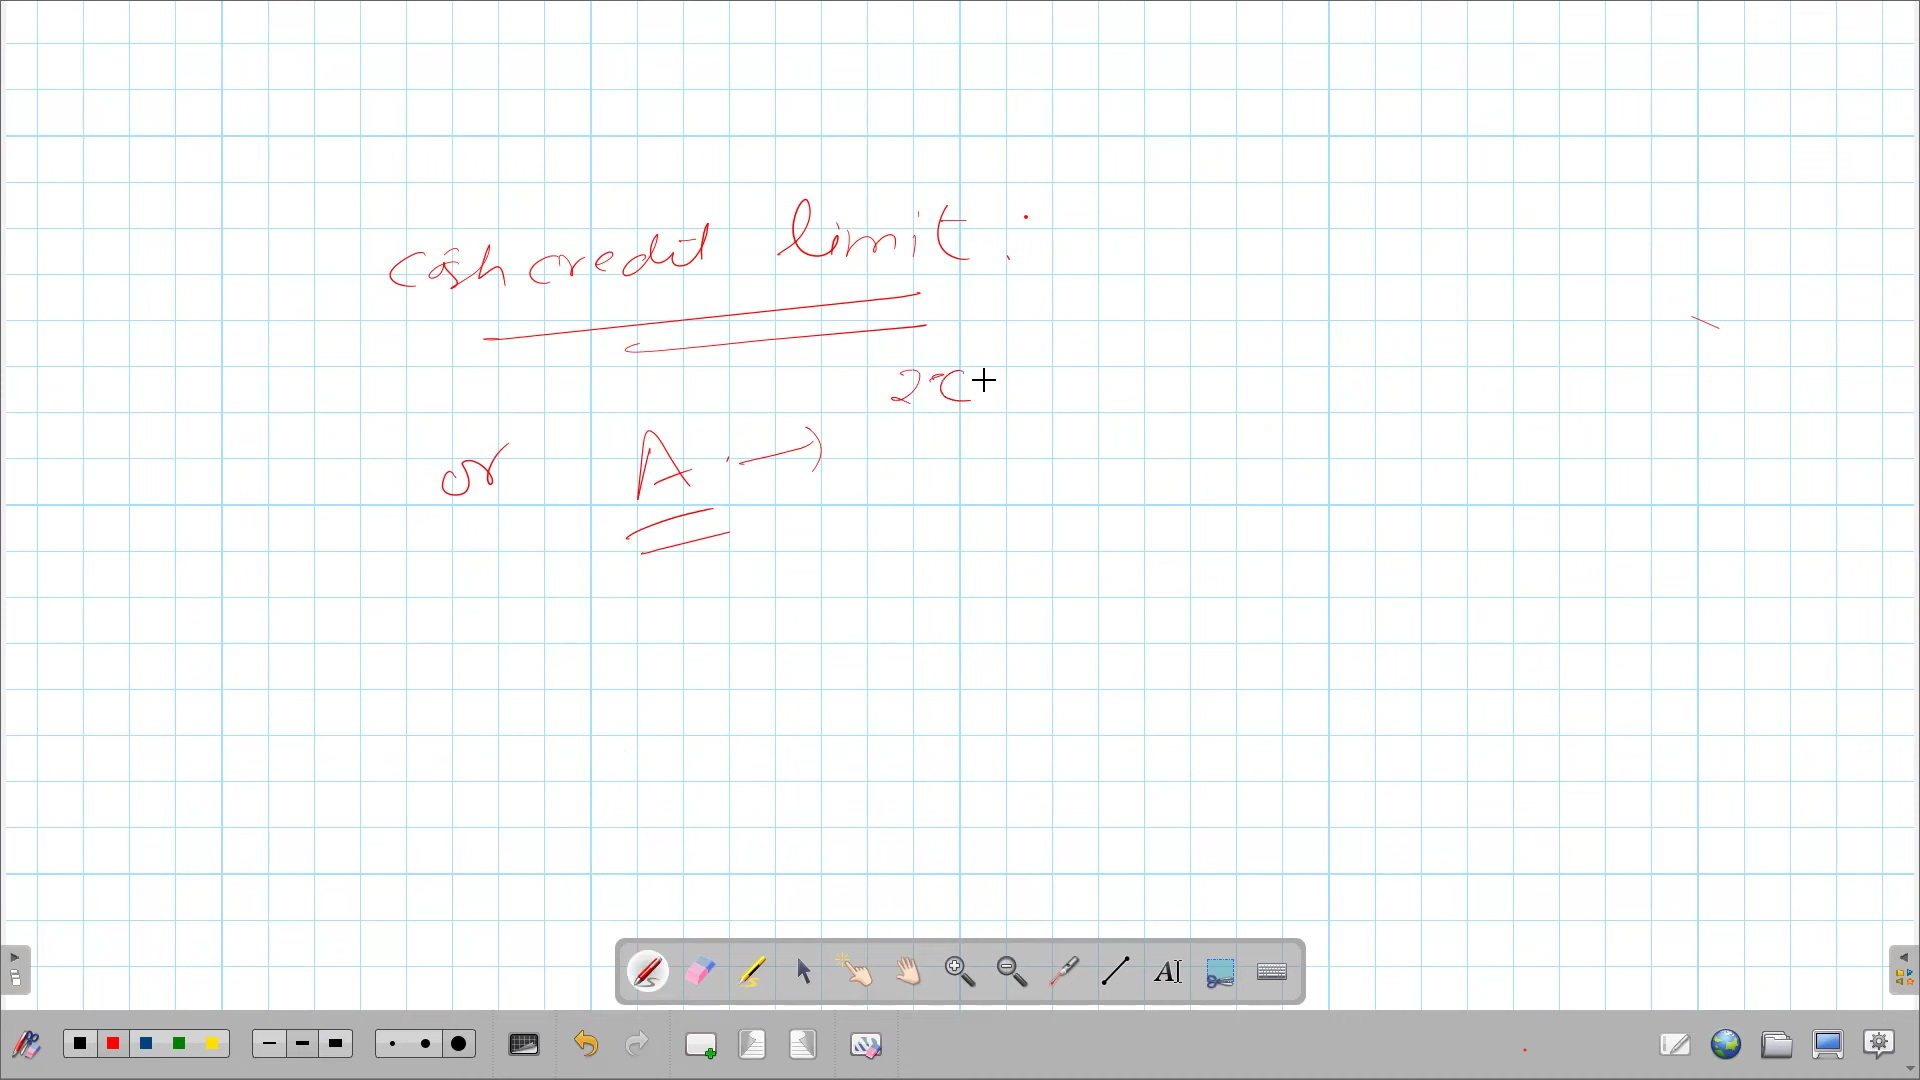 cash credit limit :
2 C
or A →